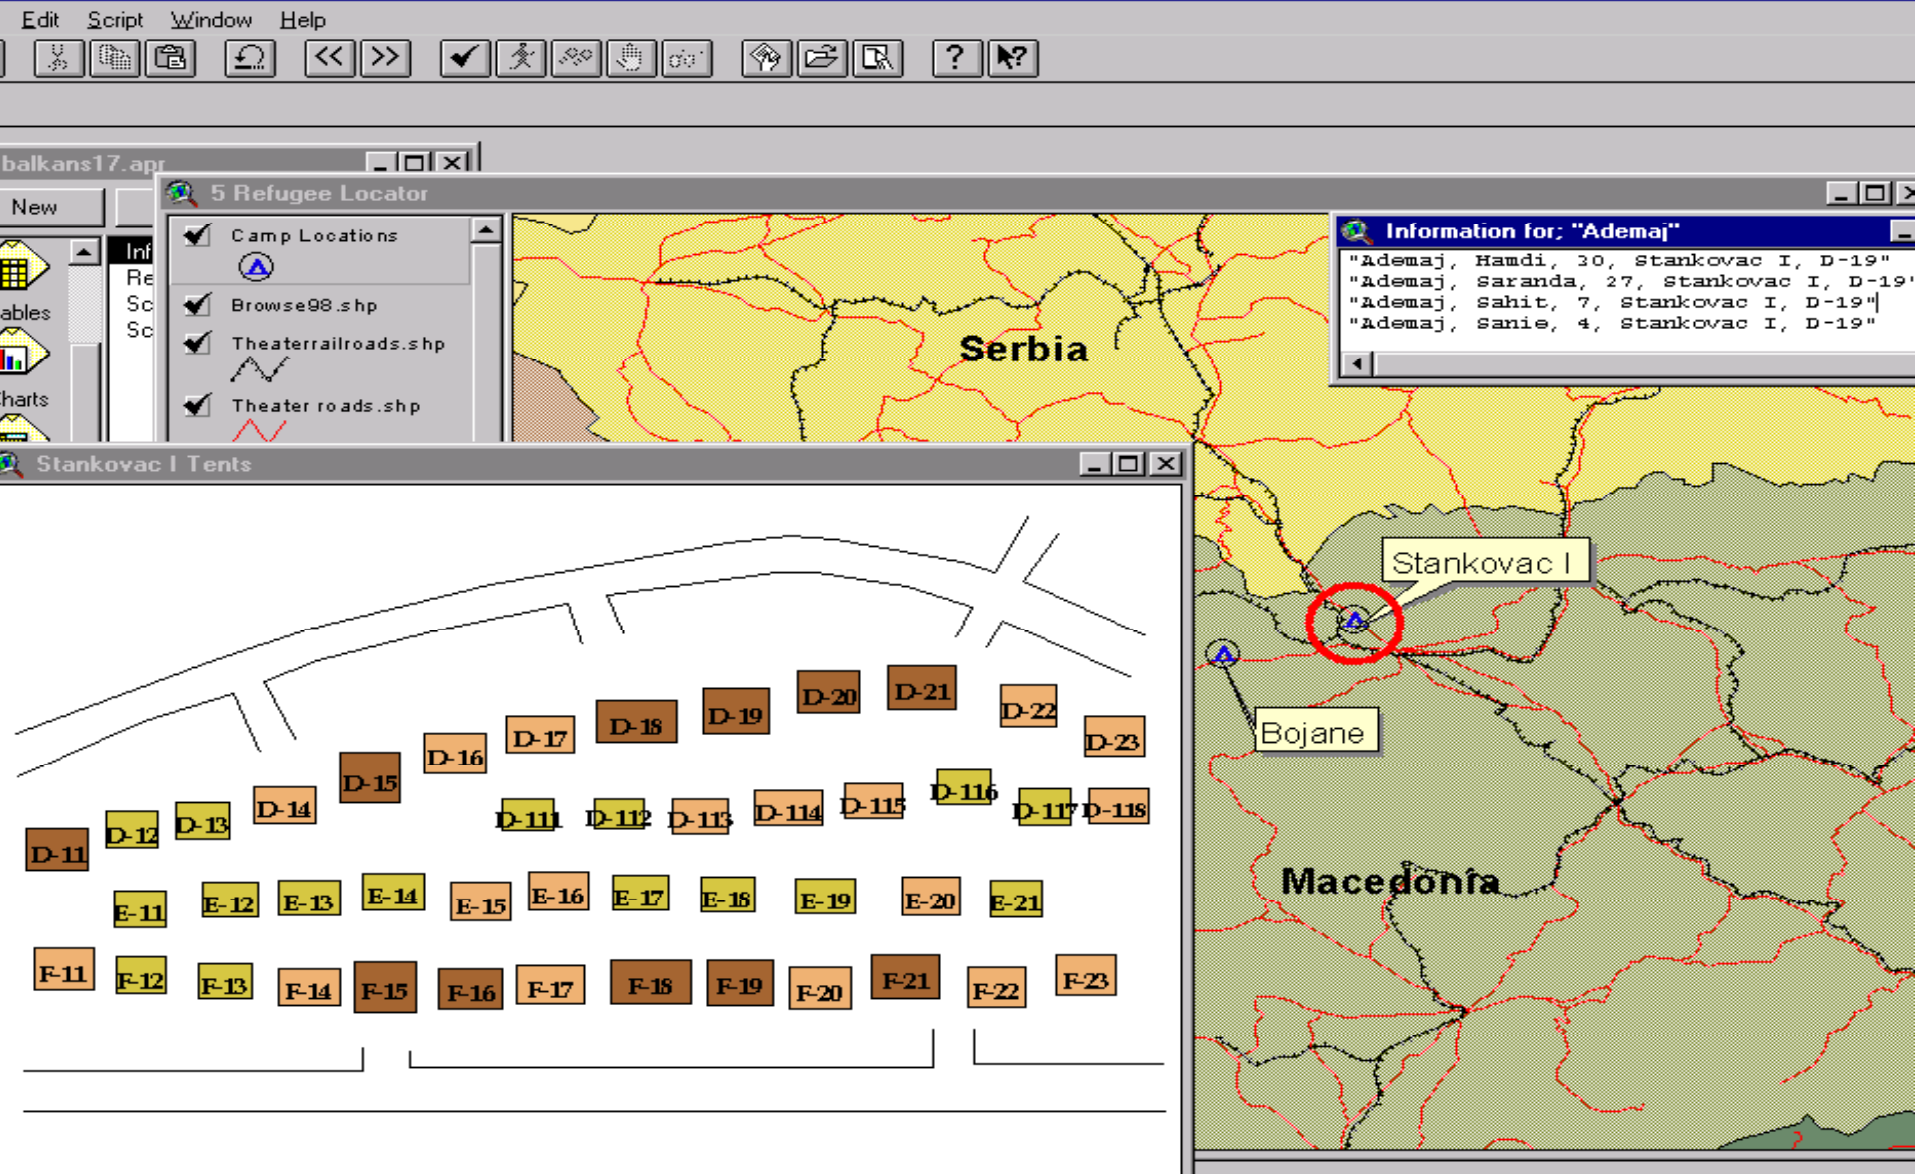 Edit Script Window Help
balkans17.apr
New
5 Refugee Locator
Camp Locations
Browse98.shp
Theaterrailroads.shp
Theater roads.shp
Inf
Re
Sc
Sc
ables
harts
Information for; "Ademaj"
"Ademaj, Hamdi, 30, Stankovac I, D-19"
"Ademaj, Saranda, 27, Stankovac I, D-19"
"Ademaj, Sahit, 7, Stankovac I, D-19"
"Ademaj, Sanie, 4, Stankovac I, D-19"
Serbia
Stankovac I
Bojane
Macedonia
Stankovac I Tents
D-11 D-12 D-13 D-14 D-15 D-16 D-17 D-18 D-19 D-20 D-21 D-22 D-23
D-111 D-112 D-113 D-114 D-115 D-116 D-117 D-118
E-11 E-12 E-13 E-14 E-15 E-16 E-17 E-18 E-19 E-20 E-21
F-11 F-12 F-13 F-14 F-15 F-16 F-17 F-18 F-19 F-20 F-21 F-22 F-23